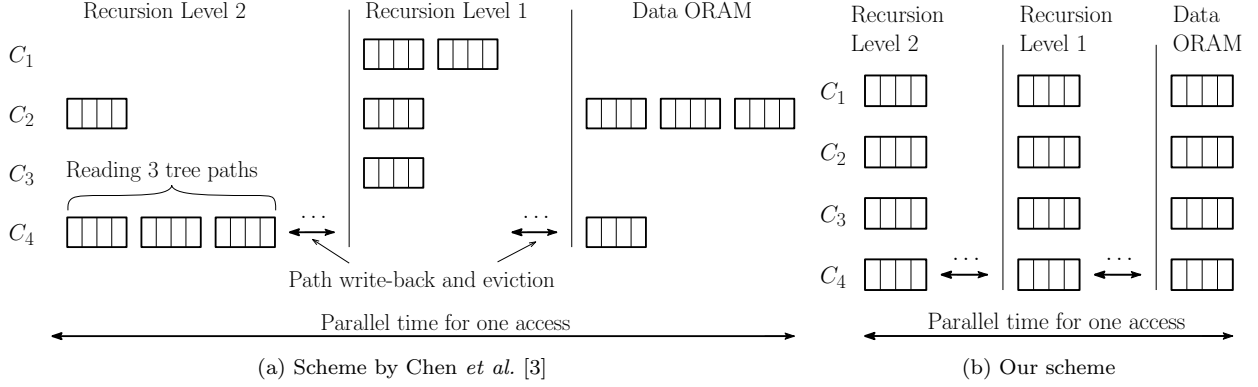 Recursion Level 2
Recursion Level 1
Data ORAM
C1
C2
C3
C4
Reading 3 tree paths
...
...
Path write-back and eviction
Parallel time for one access
(a) Scheme by Chen et al. [3]
Recursion
Level 2
Recursion
Level 1
Data
ORAM
C1
C2
C3
C4
...
...
Parallel time for one access
(b) Our scheme